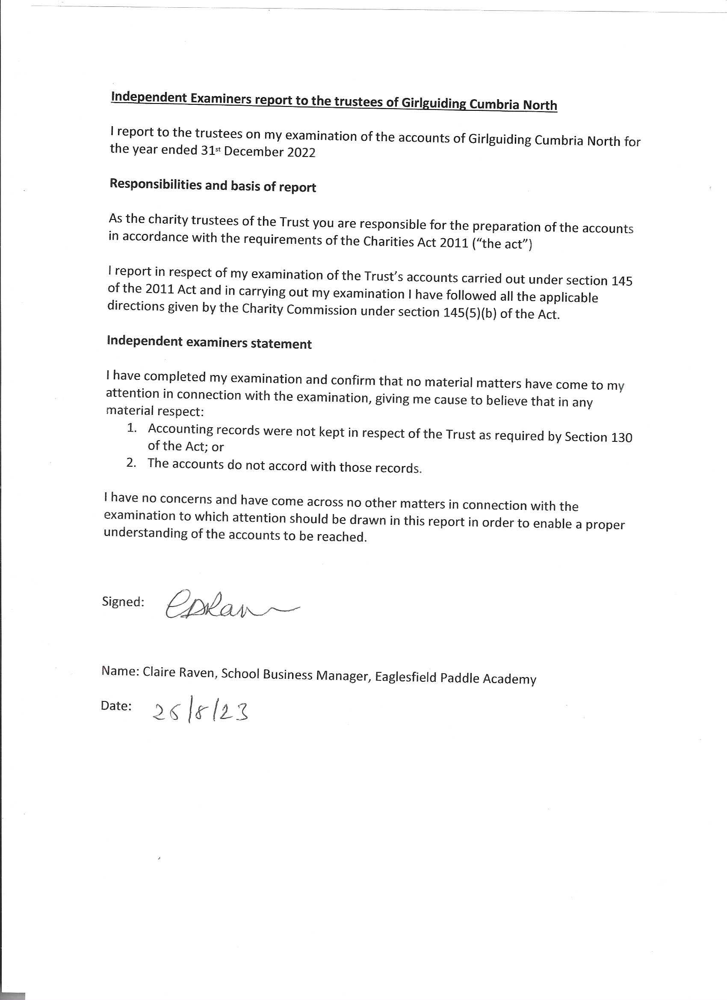 Independent Examiners report to the trustees of Girlguiding Cumbria North
I report to the trustees on my examination of the accounts of Girlguiding Cumbria North for
the year ended 31st December 2022
Responsibilities and basis of report
As the charity trustees of the Trust you are responsible for the preparation of the accounts
in accordance with the requirements of the Charities Act 2011 (“the act”)
I report in respect of my examination of the Trust’s accounts carried out under section 145
of the 2011 Act and in carrying out my examination I have followed all the applicable
directions given by the Charity Commission under section 145(5)(b) of the Act.
Independent examiners statement
I have completed my examination and confirm that no material matters have come to my
attention in connection with the examination, giving me cause to believe that in any
material respect:
1. Accounting records were not kept in respect of the Trust as required by Section 130
of the Act; or
2. The accounts do not accord with those records.
I have no concerns and have come across no other matters in connection with the
examination to which attention should be drawn in this report in order to enable a proper
understanding of the accounts to be reached.
Signed:
Name: Claire Raven, School Business Manager, Eaglesfield Paddle Academy
Date: 26/8/23